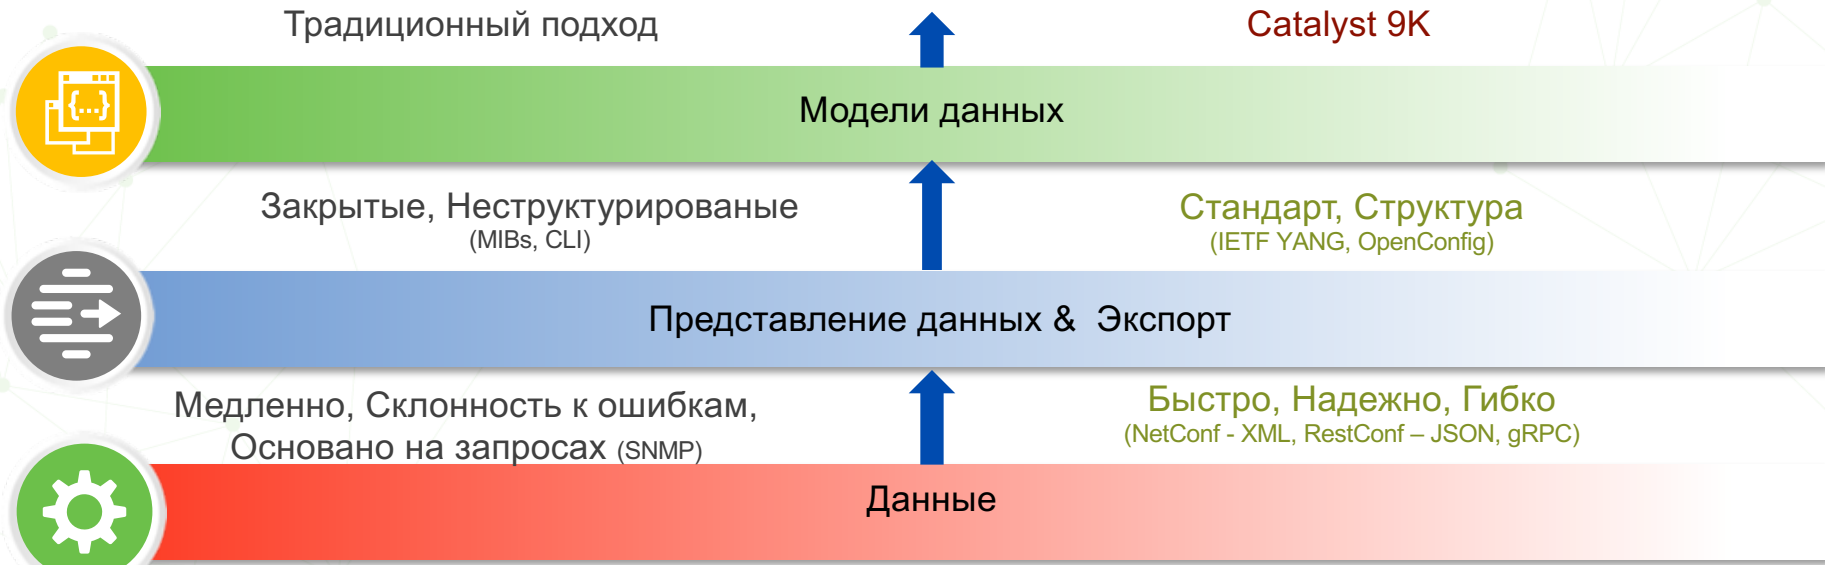 Традиционный подход
Catalyst 9K
{...}
Модели данных
Закрытые, Неструктурированые
(MIBs, CLI)
Стандарт, Структура
(IETF YANG, OpenConfig)
Представление данных & Экспорт
Медленно, Склонность к ошибкам,
Основано на запросах (SNMP)
Быстро, Надежно, Гибко
(NetConf - XML, RestConf – JSON, gRPC)
Данные